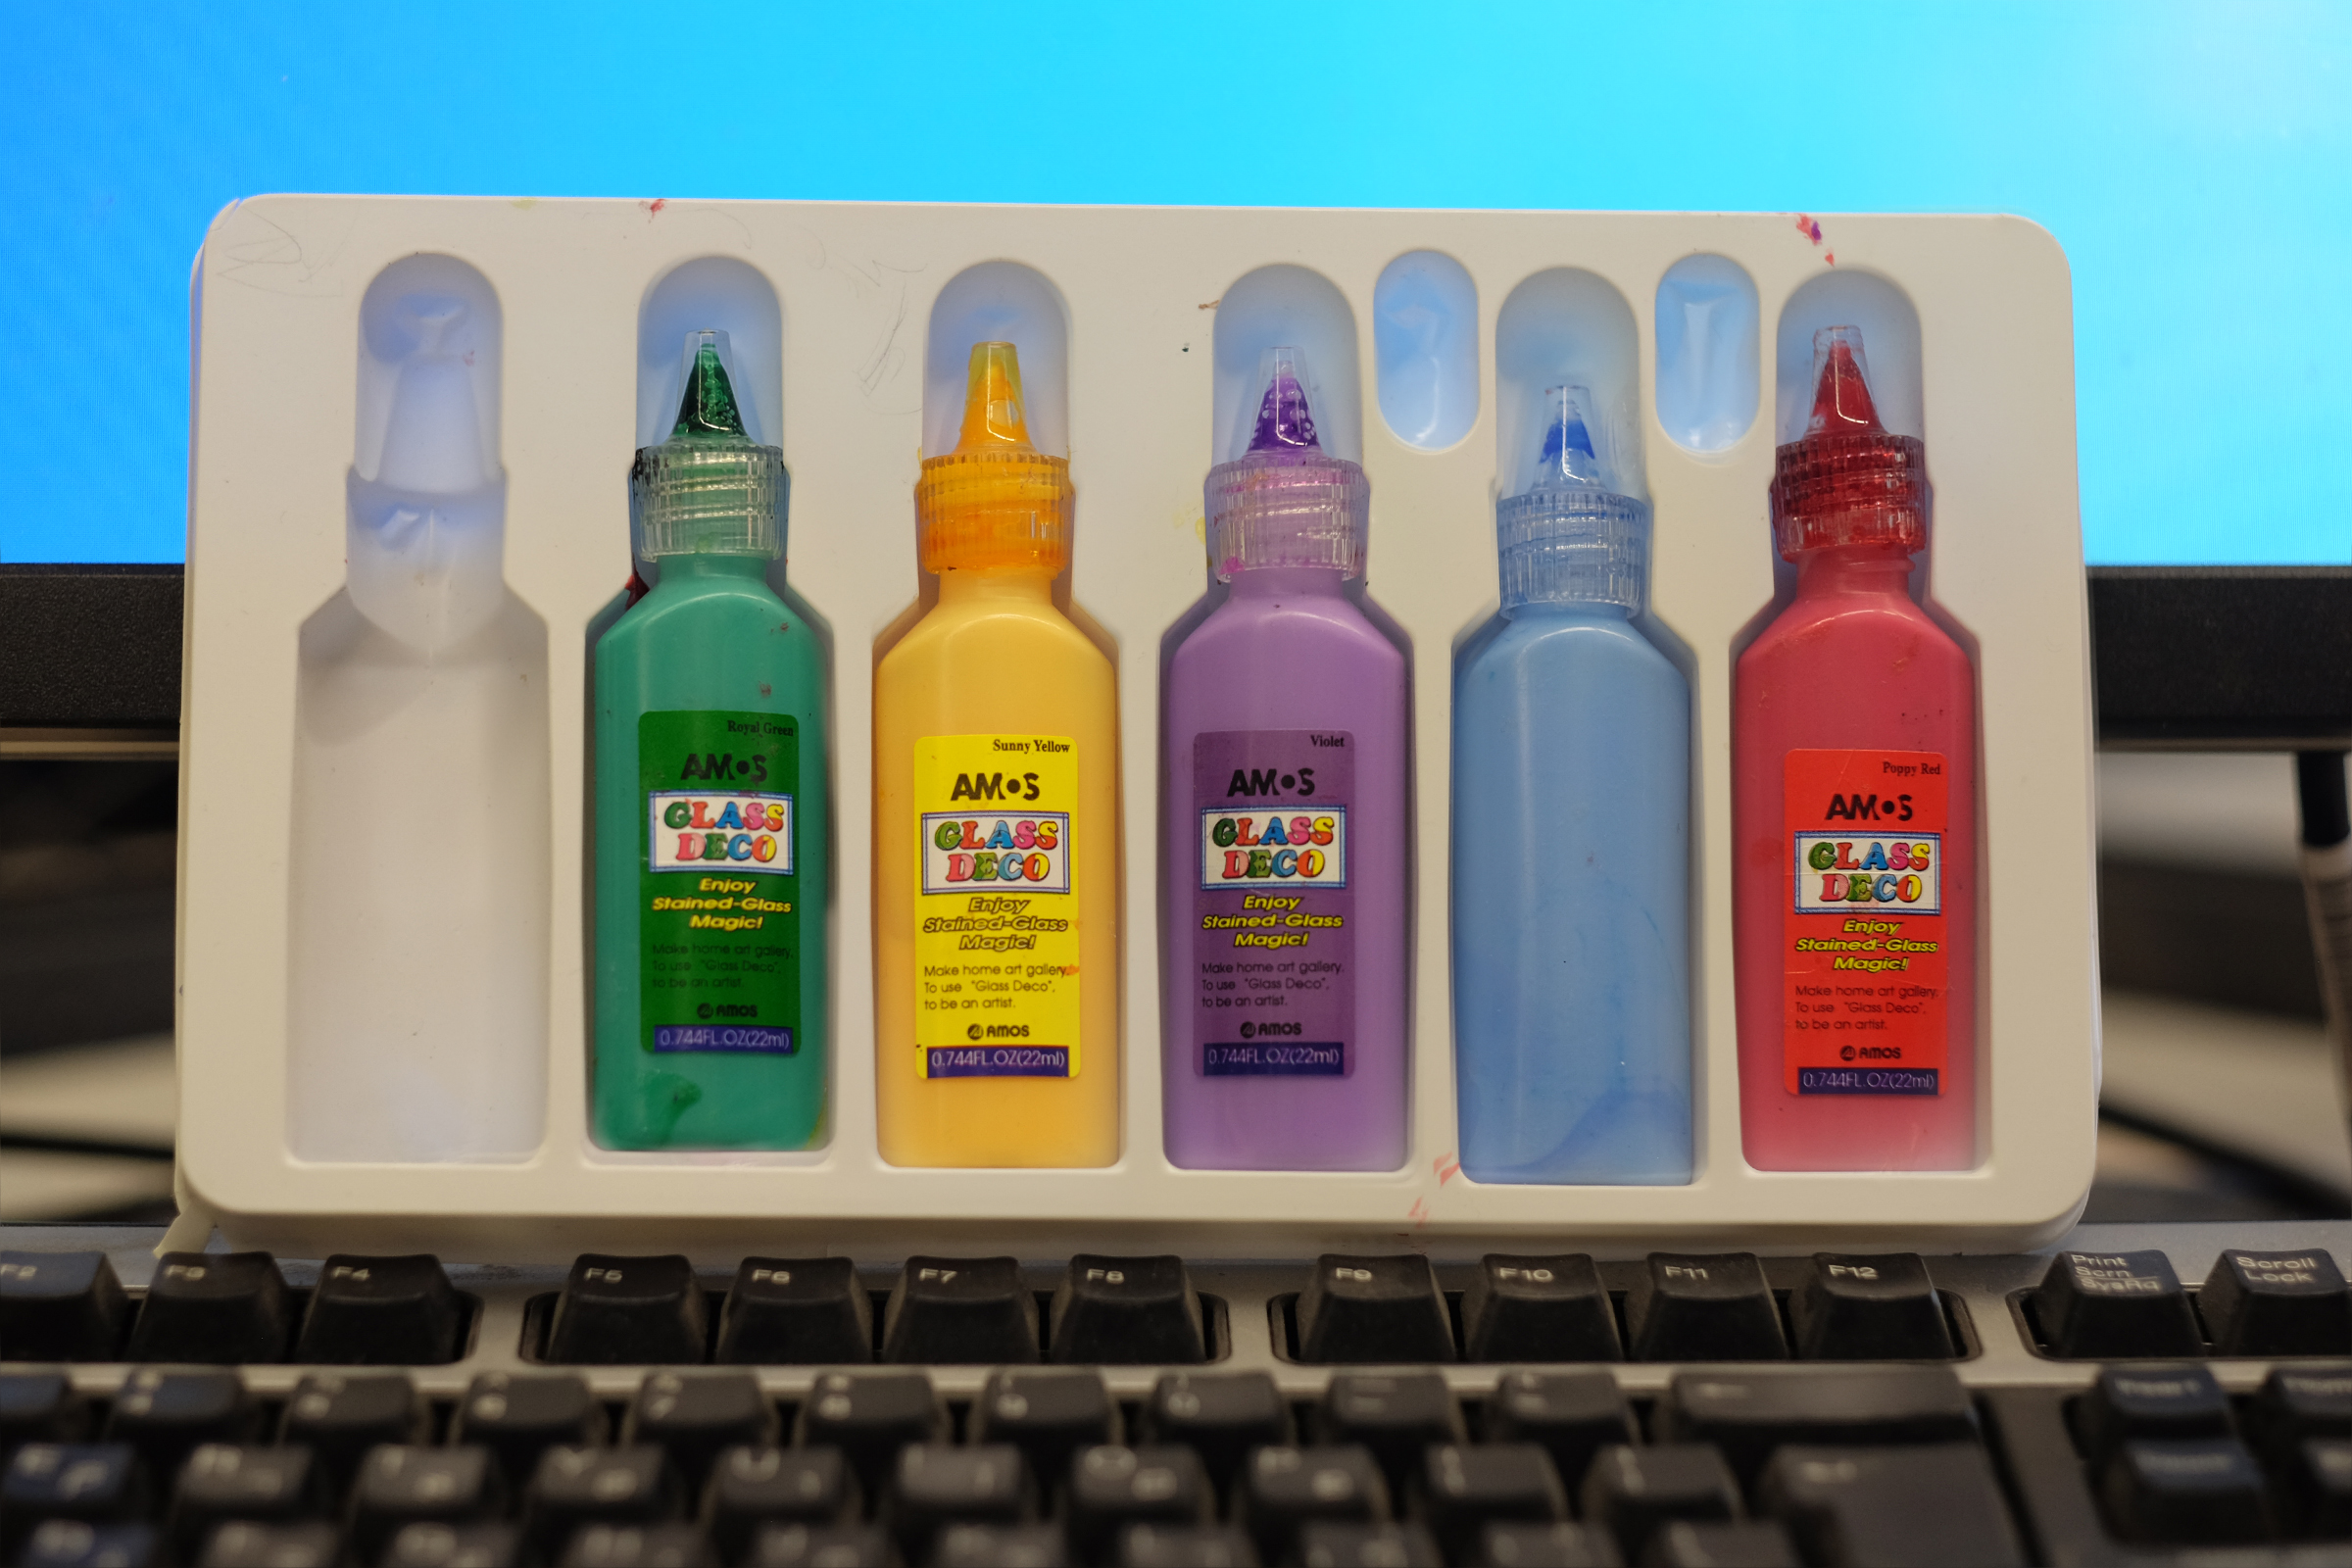 Royal Green
AMOS
GLASS
DECO
Enjoy
Stained-Glass
Magic!
Make home art gallery.
To use "Glass Deco",
to be an artist.
AMOS
0.744FL.OZ(22ml)
Sunny Yellow
AMOS
GLASS
DECO
Enjoy
Stained-Glass
Magic!
Make home art gallery.
To use "Glass Deco",
to be an artist.
AMOS
0.744FL.OZ(22ml)
Violet
AMOS
GLASS
DECO
Enjoy
Stained-Glass
Magic!
Make home art gallery.
To use "Glass Deco",
to be an artist.
AMOS
0.744FL.OZ(22ml)
Poppy Red
AMOS
GLASS
DECO
Enjoy
Stained-Glass
Magic!
Make home art gallery.
To use "Glass Deco",
to be an artist.
AMOS
0.744FL.OZ(22ml)
F2 F3 F4 F5 F6 F7 F8 F9 F10 F11 F12
Print
Scrn
SysRq
Scroll
Lock